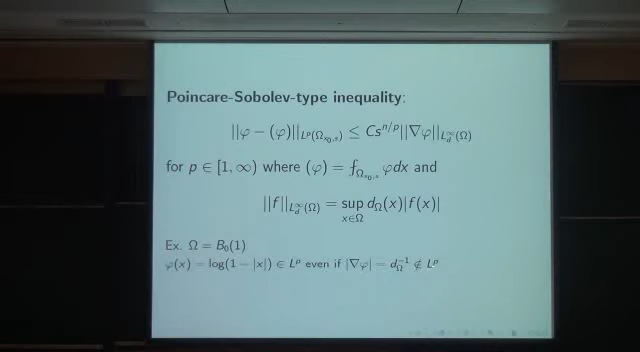 Poincare-Sobolev-type inequality:
||φ − (φ)||_{L^p(Ω_{x_0,s})} ≤ Cs^{n/p}||∇φ||_{L^∞_d(Ω)}
for p ∈ [1, ∞) where (φ) = ⨍_{Ω_{x_0,s}} φdx and
||f||_{L^∞_d(Ω)} = sup_{x∈Ω} d_Ω(x)|f(x)|
Ex. Ω = B_0(1)
φ(x) = log(1 − |x|) ∈ L^p even if |∇φ| = d_Ω^{-1} ∉ L^p